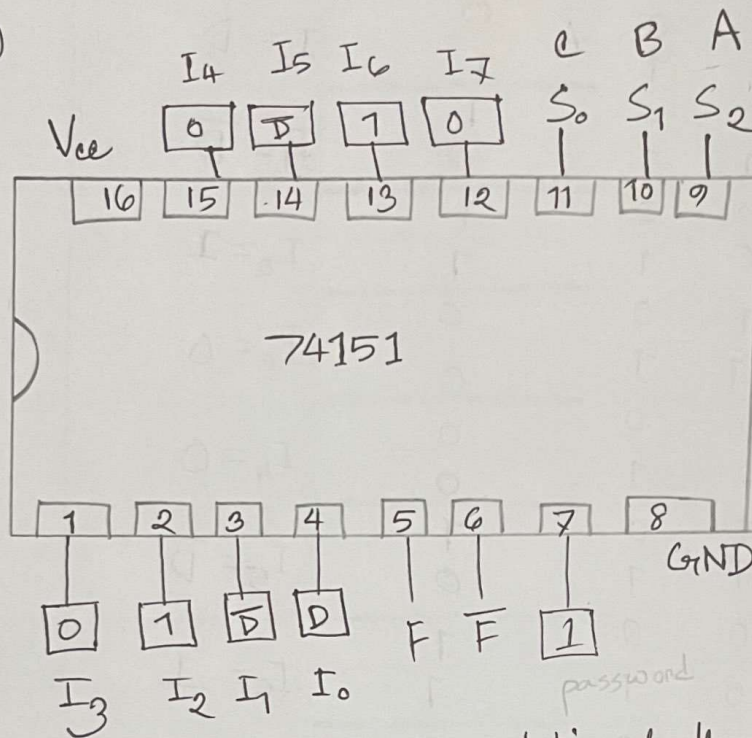 )
I4 I5 I6 I7 C B A
0 D̅ 1 0 S0 S1 S2
Vcc
16 15 14 13 12 11 10 9
74151
1 2 3 4 5 6 7 8
GND
0 1 D̅ D F F̅ 1
I3 I2 I1 I0
password